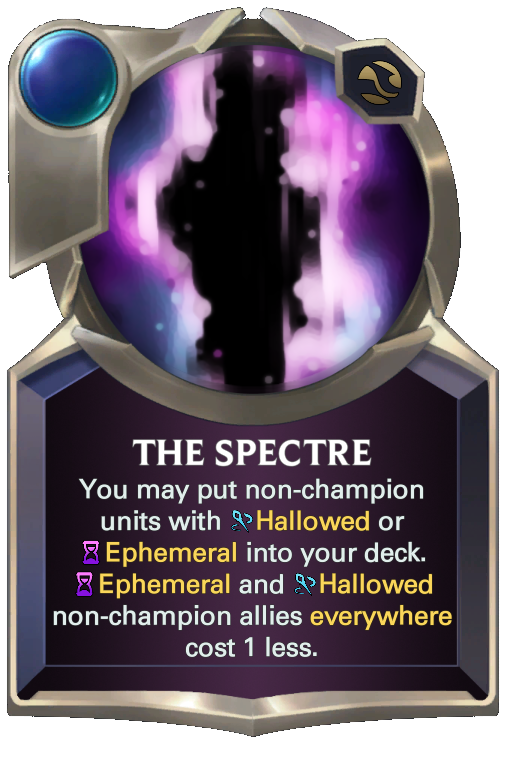 THE SPECTRE
You may put non-champion
units with Hallowed or
Ephemeral into your deck.
Ephemeral and Hallowed
non-champion allies everywhere
cost 1 less.